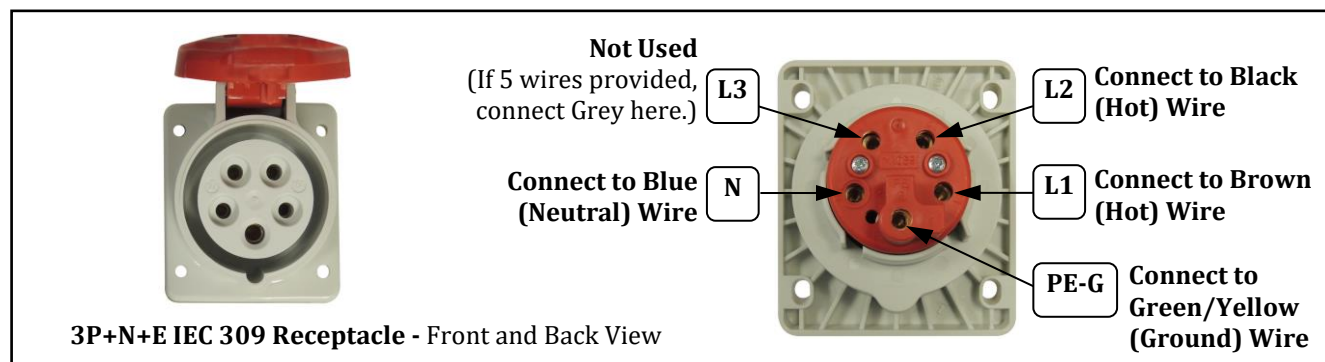 Not Used
(If 5 wires provided,
connect Grey here.)
L3
L2
Connect to Black
(Hot) Wire
Connect to Blue
(Neutral) Wire
N
L1
Connect to Brown
(Hot) Wire
PE-G
Connect to
Green/Yellow
(Ground) Wire
3P+N+E IEC 309 Receptacle - Front and Back View